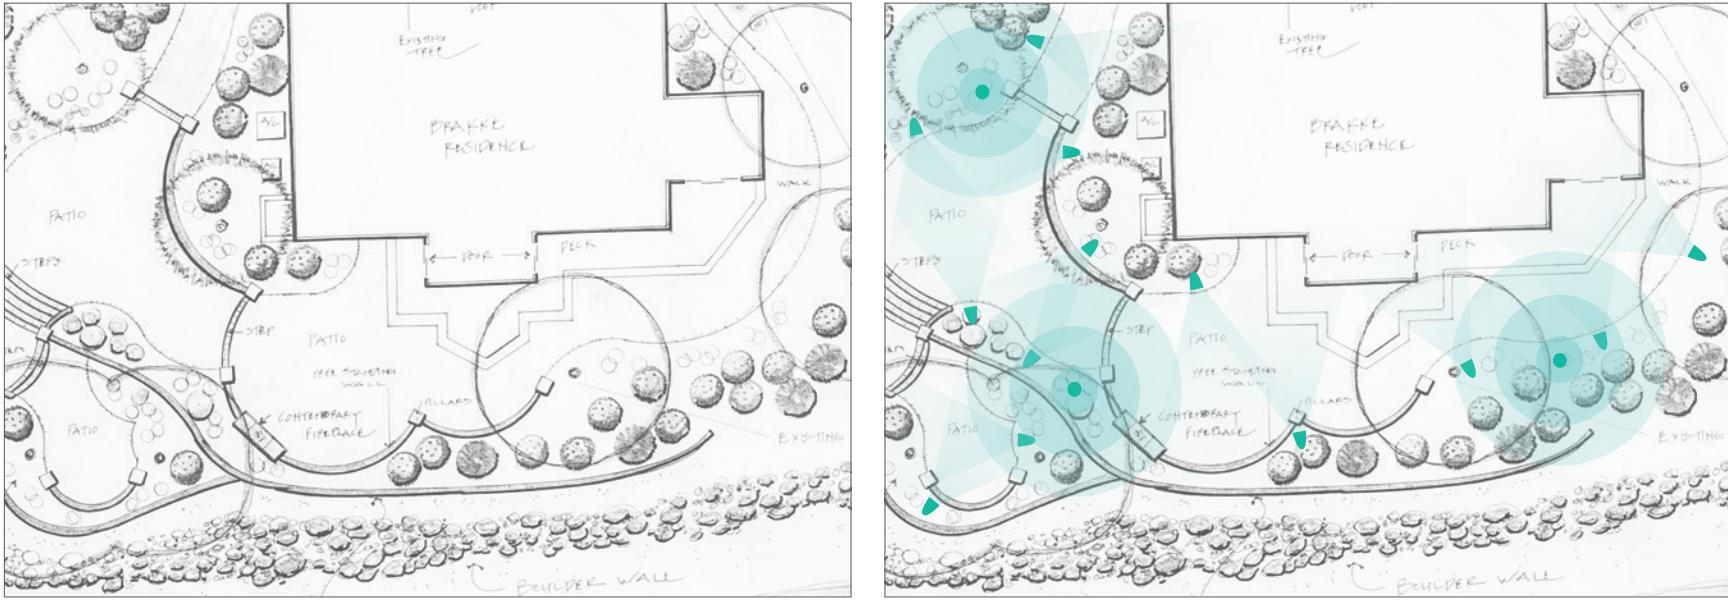 EXISTING
TREE
BRAKKE
RESIDENCE
A/C
PATIO
WALK
STEPS
DECK
DOOR
STEP
PATIO
FREE STANDING
WALL
PILLARS
CONTEMPORARY
FIREPLACE
PATIO
EXISTING
BOULDER WALL
EXISTING
TREE
BRAKKE
RESIDENCE
A/C
PATIO
WALK
STEPS
DECK
DOOR
STEP
PATIO
FREE STANDING
WALL
PILLARS
CONTEMPORARY
FIREPLACE
PATIO
EXISTING
BOULDER WALL